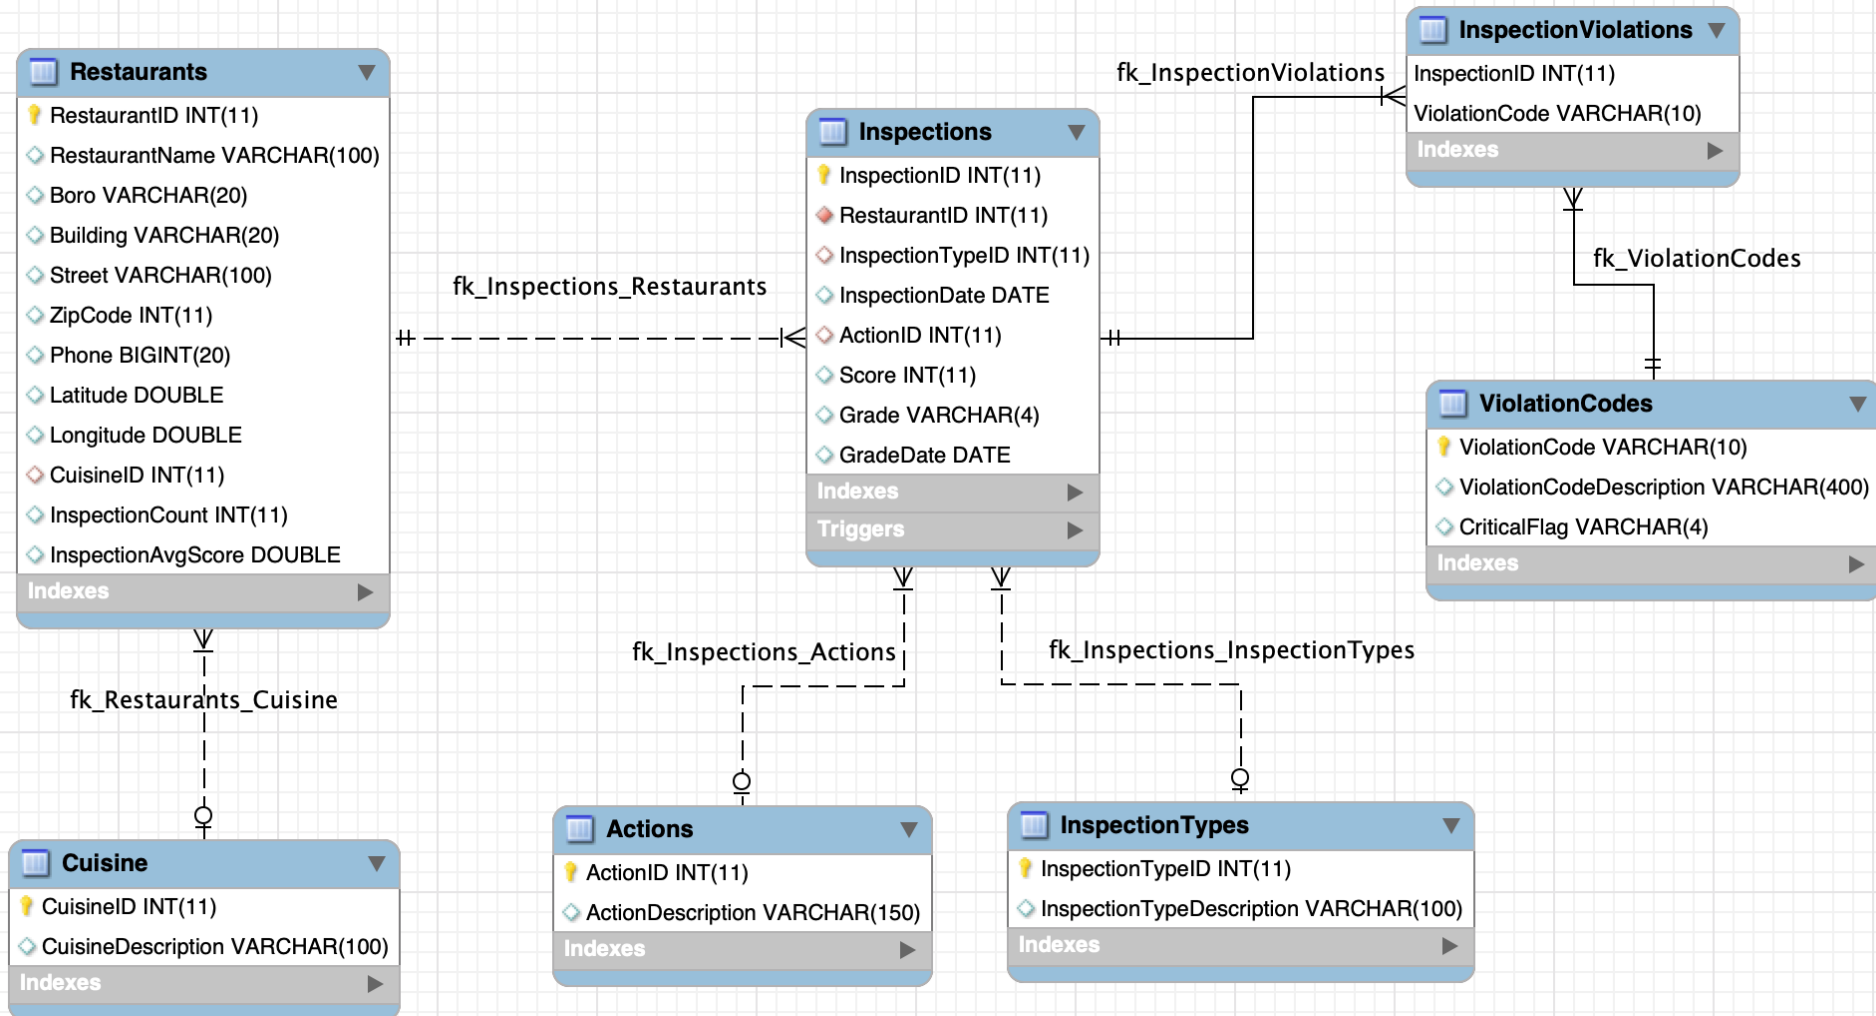 Restaurants
RestaurantID INT(11)
RestaurantName VARCHAR(100)
Boro VARCHAR(20)
Building VARCHAR(20)
Street VARCHAR(100)
ZipCode INT(11)
Phone BIGINT(20)
Latitude DOUBLE
Longitude DOUBLE
CuisineID INT(11)
InspectionCount INT(11)
InspectionAvgScore DOUBLE
Indexes
fk_Inspections_Restaurants
Inspections
InspectionID INT(11)
RestaurantID INT(11)
InspectionTypeID INT(11)
InspectionDate DATE
ActionID INT(11)
Score INT(11)
Grade VARCHAR(4)
GradeDate DATE
Indexes
Triggers
fk_InspectionViolations
InspectionViolations
InspectionID INT(11)
ViolationCode VARCHAR(10)
Indexes
fk_ViolationCodes
ViolationCodes
ViolationCode VARCHAR(10)
ViolationCodeDescription VARCHAR(400)
CriticalFlag VARCHAR(4)
Indexes
fk_Restaurants_Cuisine
fk_Inspections_Actions
fk_Inspections_InspectionTypes
Cuisine
CuisineID INT(11)
CuisineDescription VARCHAR(100)
Indexes
Actions
ActionID INT(11)
ActionDescription VARCHAR(150)
Indexes
InspectionTypes
InspectionTypeID INT(11)
InspectionTypeDescription VARCHAR(100)
Indexes